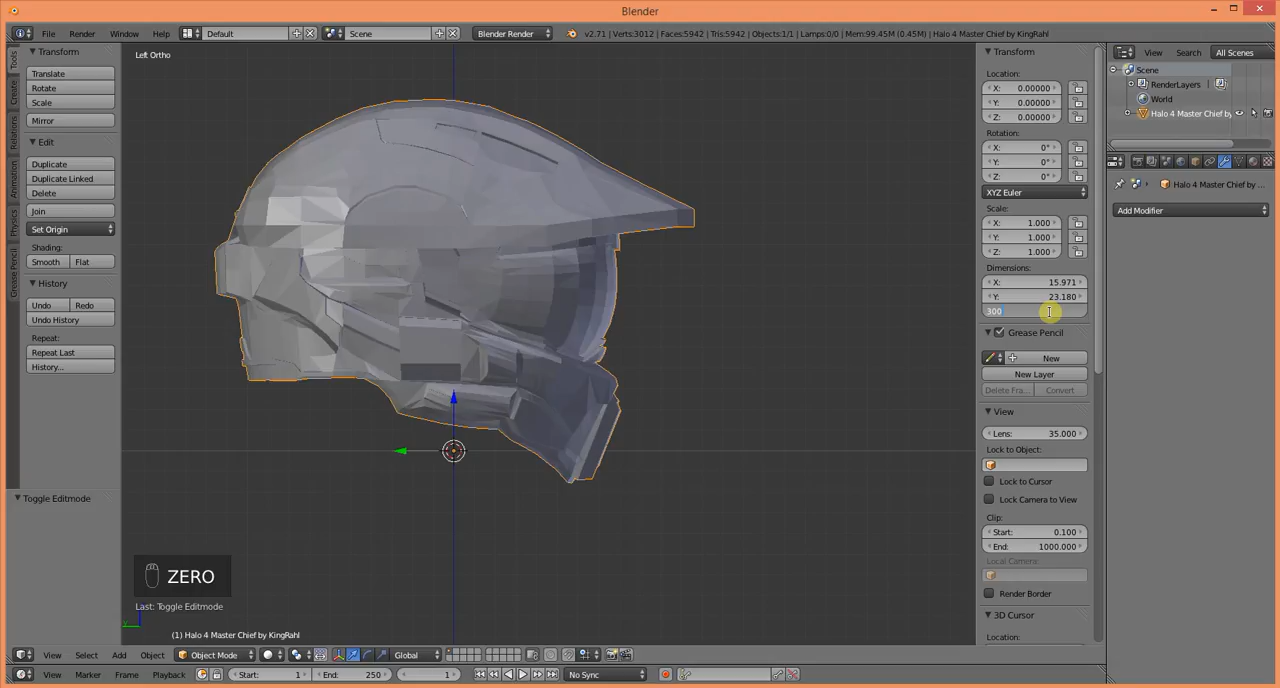 Blender
File Render Window Help Default Scene Blender Render v2.71 | Verts:3012 | Faces:5942 | Tris:5942 | Objects:1/1 | Lamps:0/0 | Mem:99.45M (0.45M) | Halo 4 Master Chief by KingRahl
View Search All Scenes
Tools
Create
Relations
Animation
Physics
Grease Pencil
Transform
Translate
Rotate
Scale
Mirror
Edit
Duplicate
Duplicate Linked
Delete
Join
Set Origin
Shading:
Smooth Flat
History
Undo Redo
Undo History
Repeat:
Repeat Last
History...
Toggle Editmode
Left Ortho
ZERO
Last: Toggle Editmode
(1) Halo 4 Master Chief by KingRahl
Transform
Location:
X: 0.00000
Y: 0.00000
Z: 0.00000
Rotation:
X: 0°
Y: 0°
Z: 0°
XYZ Euler
Scale:
X: 1.000
Y: 1.000
Z: 1.000
Dimensions:
X: 15.971
Y: 23.180
300
Grease Pencil
New
New Layer
Delete Fra... Convert
View
Lens: 35.000
Lock to Object:
Lock to Cursor
Lock Camera to View
Clip:
Start: 0.100
End: 1000.000
Local Camera:
Render Border
3D Cursor
Location:
Scene
RenderLayers |
World
Halo 4 Master Chief by
Halo 4 Master Chief by ...
Add Modifier
View Select Add Object Object Mode Global
View Marker Frame Playback Start: 1 End: 250 1 No Sync